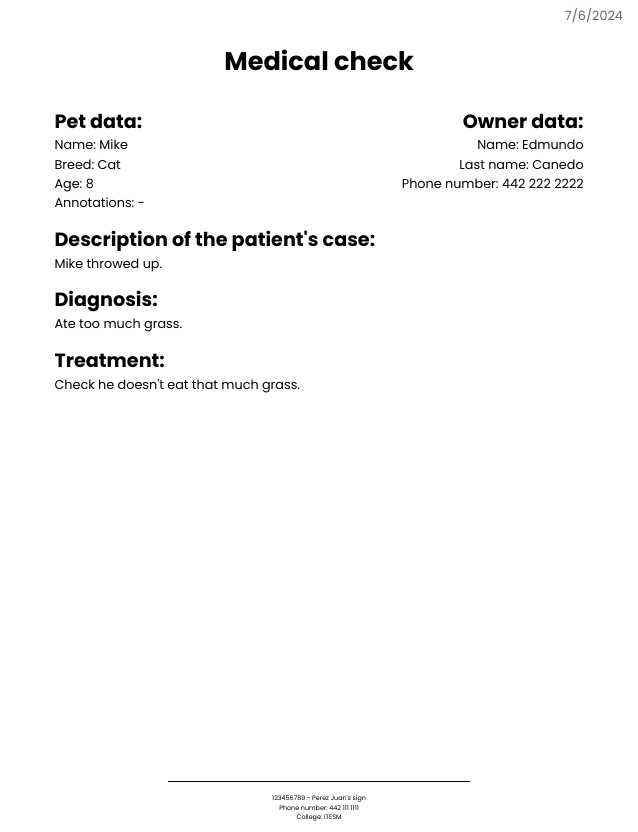 7/6/2024
Medical check
Pet data:
Name: Mike
Breed: Cat
Age: 8
Annotations: -
Owner data:
Name: Edmundo
Last name: Canedo
Phone number: 442 222 2222
Description of the patient's case:
Mike throwed up.
Diagnosis:
Ate too much grass.
Treatment:
Check he doesn't eat that much grass.
123456789 - Perez Juan's sign
Phone number: 442 111 1111
College: ITESM